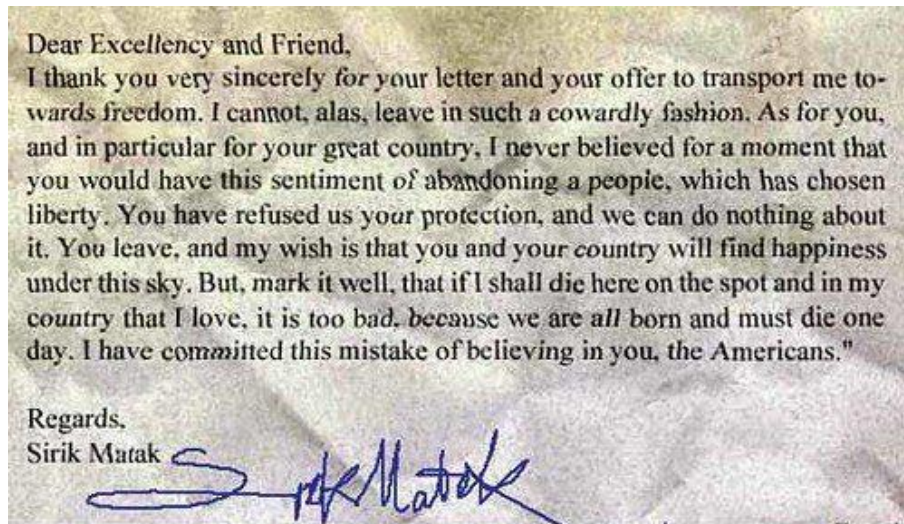 Dear Excellency and Friend,
I thank you very sincerely for your letter and your offer to transport me to-
wards freedom. I cannot, alas, leave in such a cowardly fashion. As for you,
and in particular for your great country, I never believed for a moment that
you would have this sentiment of abandoning a people, which has chosen
liberty. You have refused us your protection, and we can do nothing about
it. You leave, and my wish is that you and your country will find happiness
under this sky. But, mark it well, that if I shall die here on the spot and in my
country that I love, it is too bad, because we are all born and must die one
day. I have committed this mistake of believing in you, the Americans."
Regards,
Sirik Matak
Sirik Matak